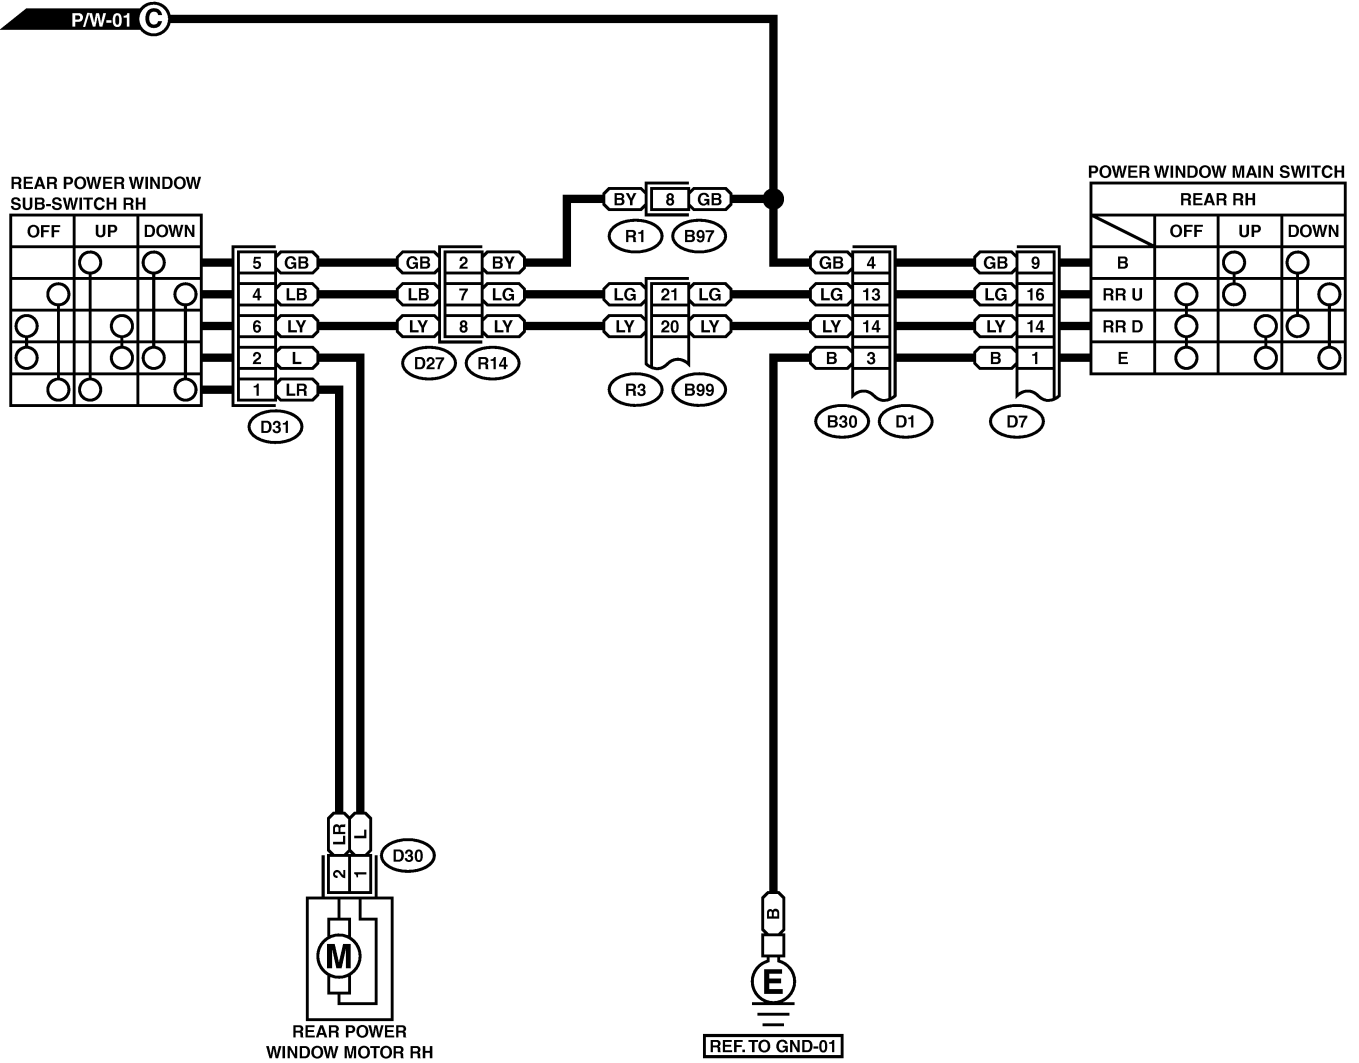 P/W-01 C
POWER WINDOW MAIN SWITCH
REAR POWER WINDOW
SUB-SWITCH RH
BY 8 GB
REAR RH
OFF UP DOWN
R1 B97
OFF UP DOWN
5 GB GB 2 BY GB 4 GB 9 B
4 LB LB 7 LG LG 21 LG LG 13 LG 16 RR U
6 LY LY 8 LY LY 20 LY LY 14 LY 14 RR D
2 L B 3 B 1 E
D27 R14
1 LR
R3 B99
D31
B30 D1 D7
LR L
D30
2 1
B
M
E
REAR POWER
WINDOW MOTOR RH
REF. TO GND-01